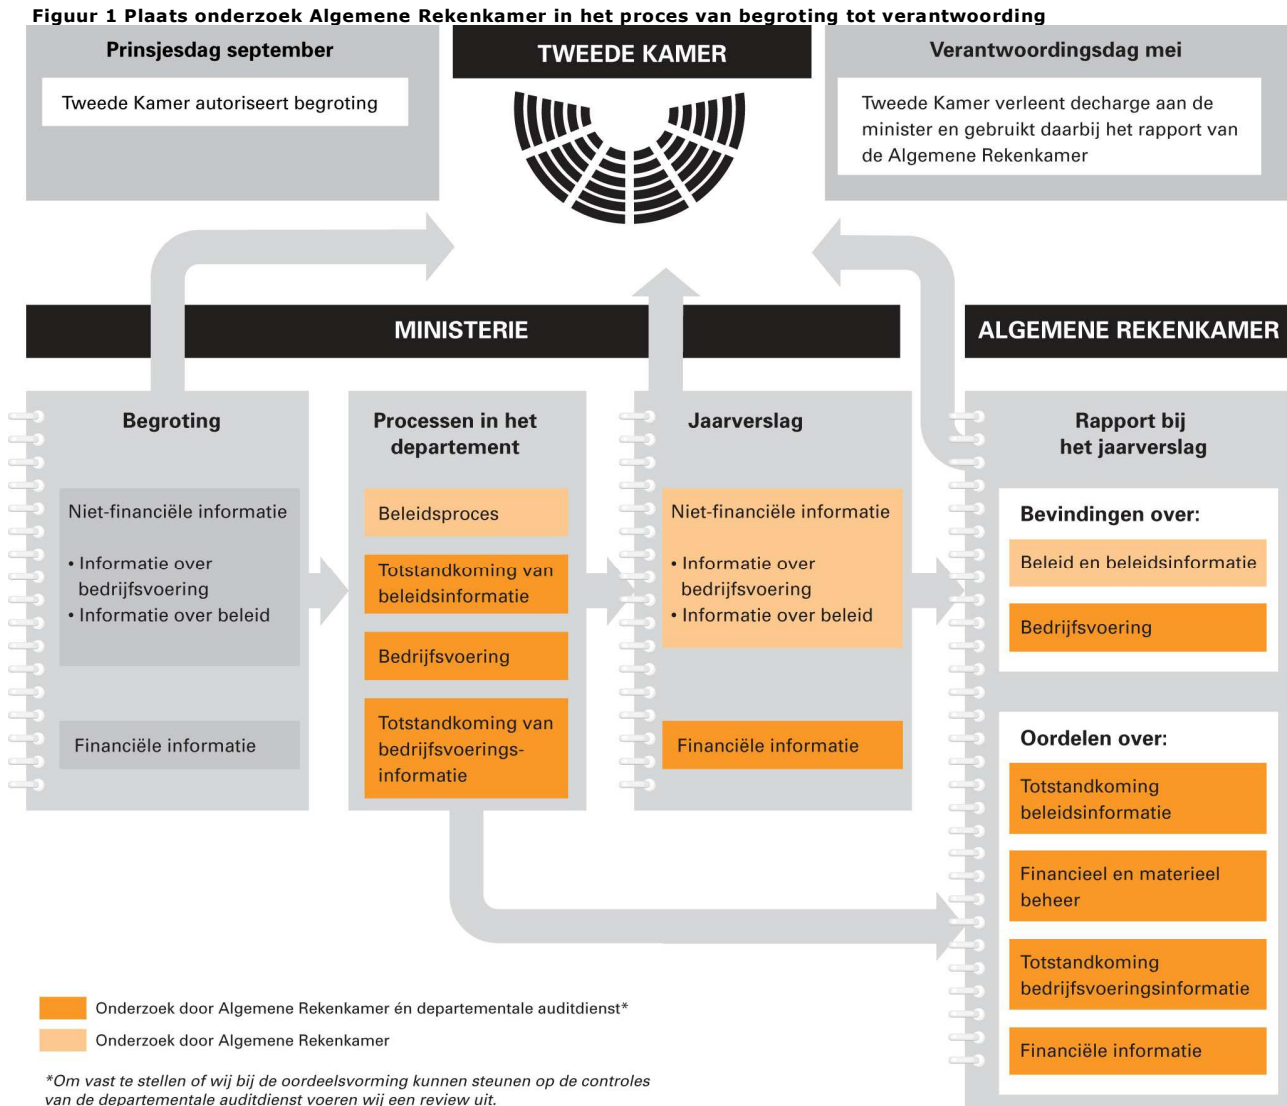 Figuur 1 Plaats onderzoek Algemene Rekenkamer in het proces van begroting tot verantwoording
Prinsjesdag september
Tweede Kamer autoriseert begroting
TWEEDE KAMER
Verantwoordingsdag mei
Tweede Kamer verleent decharge aan de
minister en gebruikt daarbij het rapport van
de Algemene Rekenkamer
MINISTERIE
ALGEMENE REKENKAMER
Begroting
Niet-financiële informatie
• Informatie over
bedrijfsvoering
• Informatie over beleid
Financiële informatie
Processen in het
departement
Beleidsproces
Totstandkoming van
beleidsinformatie
Bedrijfsvoering
Totstandkoming van
bedrijfsvoerings-
informatie
Jaarverslag
Niet-financiële informatie
• Informatie over
bedrijfsvoering
• Informatie over beleid
Financiële informatie
Rapport bij
het jaarverslag
Bevindingen over:
Beleid en beleidsinformatie
Bedrijfsvoering
Oordelen over:
Totstandkoming
beleidsinformatie
Financieel en materieel
beheer
Totstandkoming
bedrijfsvoeringsinformatie
Financiële informatie
Onderzoek door Algemene Rekenkamer én departementale auditdienst*
Onderzoek door Algemene Rekenkamer
*Om vast te stellen of wij bij de oordeelsvorming kunnen steunen op de controles
van de departementale auditdienst voeren wij een review uit.